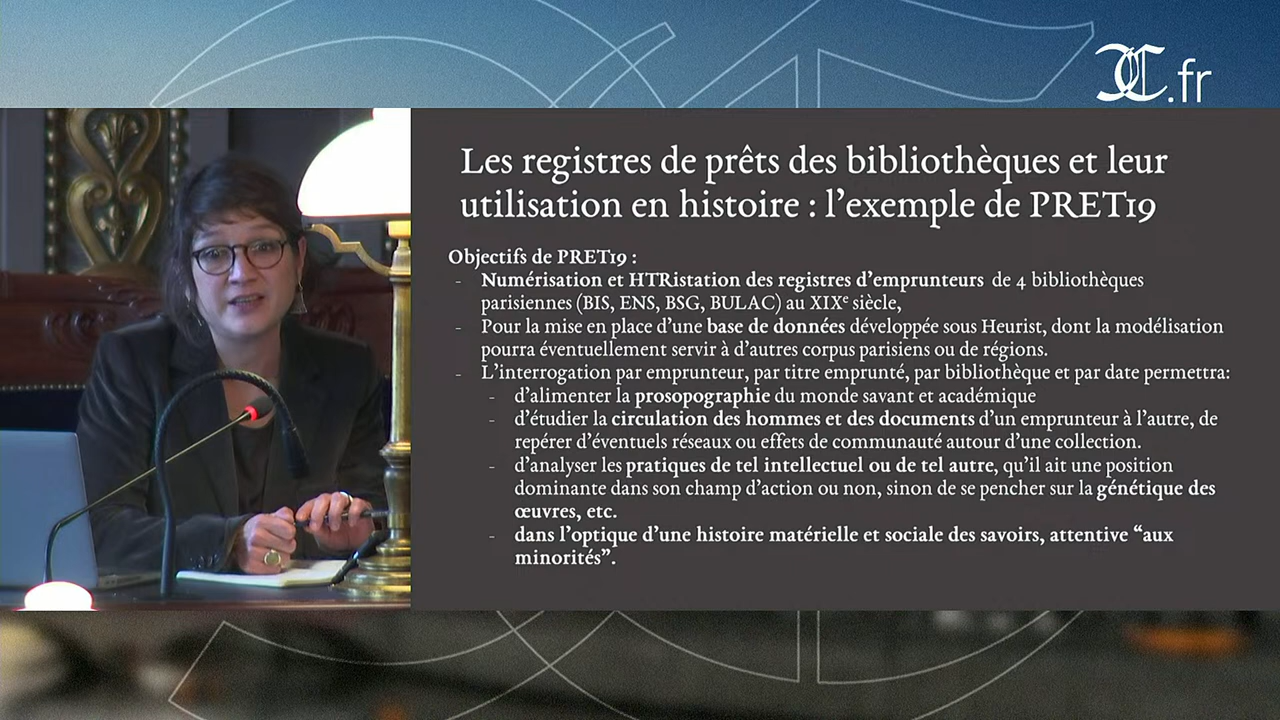 .fr
Les registres de prêts des bibliothèques et leur
utilisation en histoire : l'exemple de PRET19
Objectifs de PRET19 :
- Numérisation et HTRistation des registres d'emprunteurs de 4 bibliothèques
parisiennes (BIS, ENS, BSG, BULAC) au XIXe siècle,
- Pour la mise en place d'une base de données développée sous Heurist, dont la modélisation
pourra éventuellement servir à d'autres corpus parisiens ou de régions.
- L'interrogation par emprunteur, par titre emprunté, par bibliothèque et par date permettra:
- d'alimenter la prosopographie du monde savant et académique
- d'étudier la circulation des hommes et des documents d'un emprunteur à l'autre, de
repérer d'éventuels réseaux ou effets de communauté autour d'une collection.
- d'analyser les pratiques de tel intellectuel ou de tel autre, qu'il ait une position
dominante dans son champ d'action ou non, sinon de se pencher sur la génétique des
œuvres, etc.
- dans l'optique d'une histoire matérielle et sociale des savoirs, attentive “aux
minorités”.